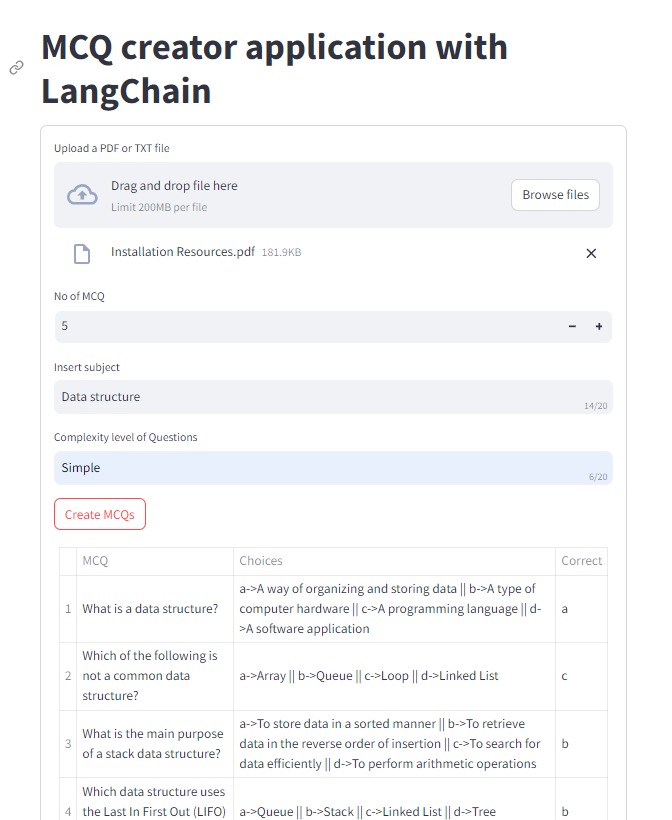 MCQ creator application with
LangChain
Upload a PDF or TXT file
Drag and drop file here
Limit 200MB per file
Browse files
Installation Resources.pdf 181.9KB
No of MCQ
5
Insert subject
Data structure
14/20
Complexity level of Questions
Simple
6/20
Create MCQs
MCQ Choices Correct
1 What is a data structure?
a->A way of organizing and storing data || b->A type of
computer hardware || c->A programming language || d-
>A software application
a
2
Which of the following is
not a common data
structure?
a->Array || b->Queue || c->Loop || d->Linked List
c
3
What is the main purpose
of a stack data structure?
a->To store data in a sorted manner || b->To retrieve
data in the reverse order of insertion || c->To search for
data efficiently || d->To perform arithmetic operations
b
4
Which data structure uses
the Last In First Out (LIFO)
a->Queue || b->Stack || c->Linked List || d->Tree
b